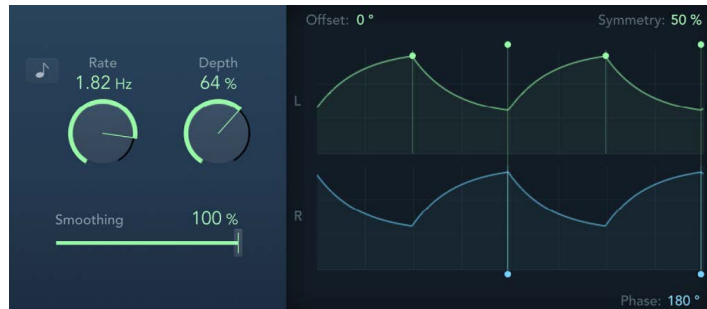 Offset: 0 °
Symmetry: 50 %
Rate
1.82 Hz
Depth
64 %
L
Smoothing
100 %
R
Phase: 180 °